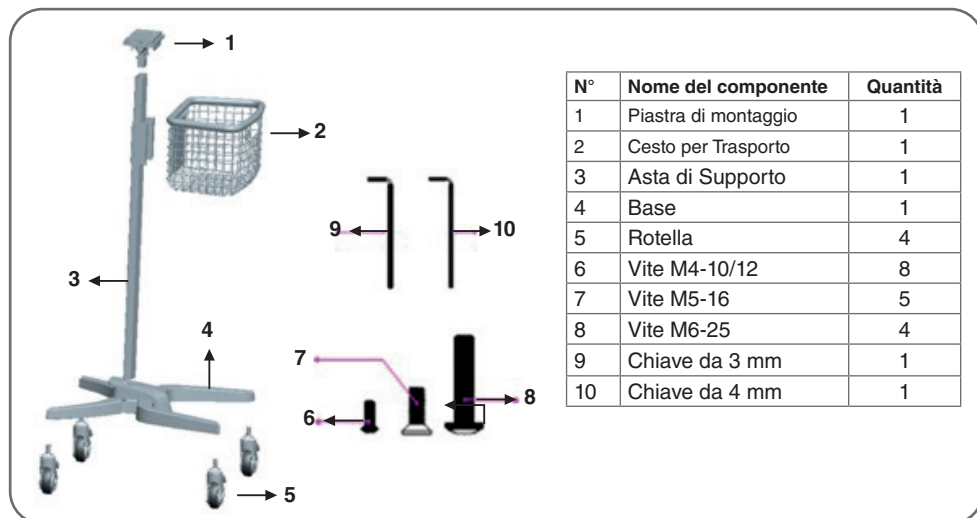 1
2
3
4
5
6
7
8
9
10
N° Nome del componente Quantità
1 Piastra di montaggio 1
2 Cesto per Trasporto 1
3 Asta di Supporto 1
4 Base 1
5 Rotella 4
6 Vite M4-10/12 8
7 Vite M5-16 5
8 Vite M6-25 4
9 Chiave da 3 mm 1
10 Chiave da 4 mm 1